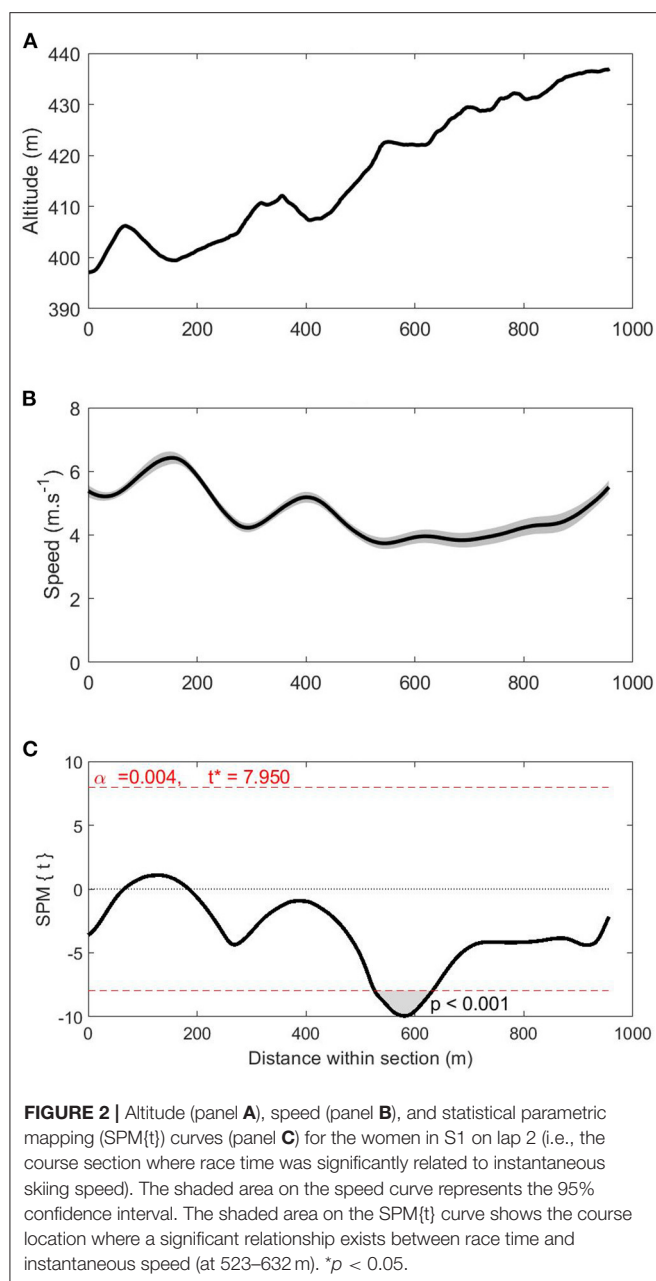 A
440
430
420
410
400
390
Altitude (m)
0 200 400 600 800 1000
B
8
6
4
2
0
Speed (m.s⁻¹)
0 200 400 600 800 1000
C
10
5
0
-5
-10
SPM { t }
α =0.004, t* = 7.950
p < 0.001
0 200 400 600 800 1000
Distance within section (m)
FIGURE 2 | Altitude (panel A), speed (panel B), and statistical parametric
mapping (SPM{t}) curves (panel C) for the women in S1 on lap 2 (i.e., the
course section where race time was significantly related to instantaneous
skiing speed). The shaded area on the speed curve represents the 95%
confidence interval. The shaded area on the SPM{t} curve shows the course
location where a significant relationship exists between race time and
instantaneous speed (at 523–632 m). *p < 0.05.